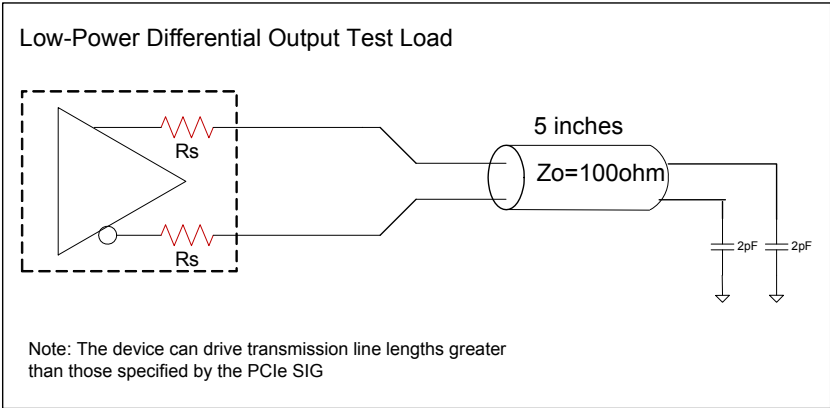 Low-Power Differential Output Test Load
5 inches
Rs
Zo=100ohm
2pF
2pF
Rs
Note: The device can drive transmission line lengths greater
than those specified by the PCIe SIG